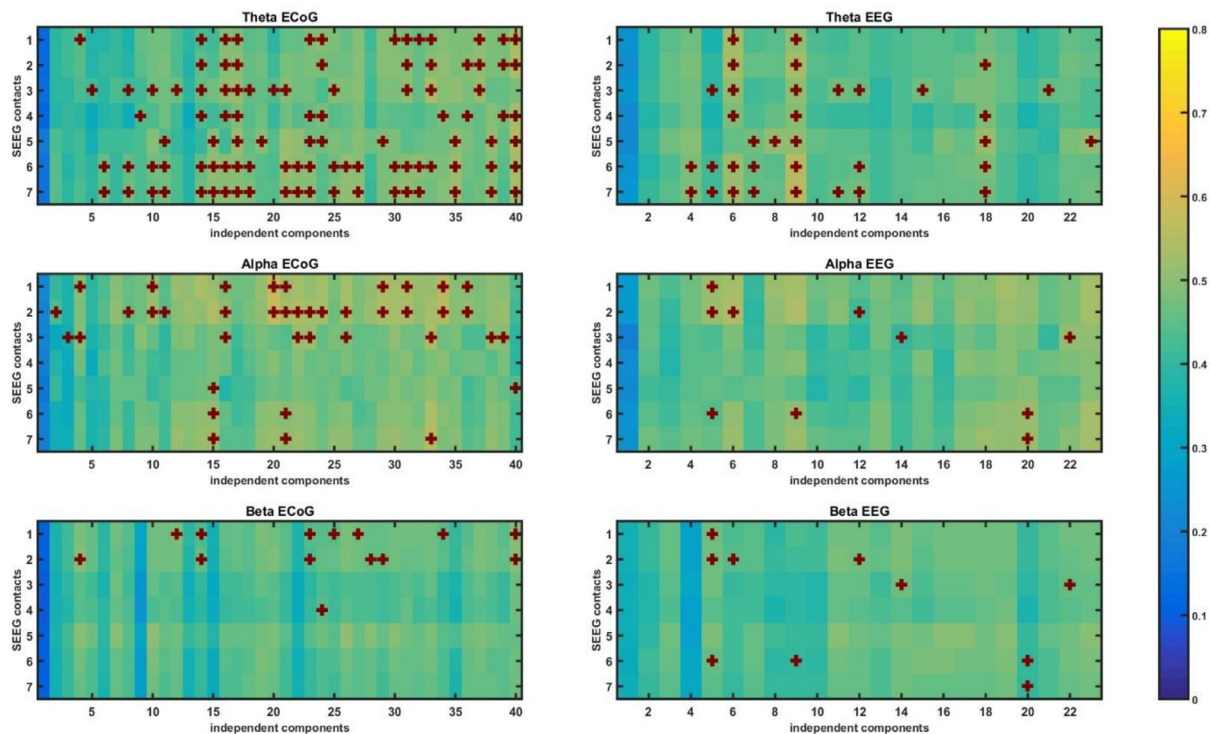 Theta ECoG
1
2
3
4
5
6
7
SEEG contacts
5 10 15 20 25 30 35 40
independent components
Theta EEG
1
2
3
4
5
6
7
SEEG contacts
2 4 6 8 10 12 14 16 18 20 22
independent components
Alpha ECoG
1
2
3
4
5
6
7
SEEG contacts
5 10 15 20 25 30 35 40
independent components
Alpha EEG
1
2
3
4
5
6
7
SEEG contacts
2 4 6 8 10 12 14 16 18 20 22
independent components
Beta ECoG
1
2
3
4
5
6
7
SEEG contacts
5 10 15 20 25 30 35 40
independent components
Beta EEG
1
2
3
4
5
6
7
SEEG contacts
2 4 6 8 10 12 14 16 18 20 22
independent components
0.8
0.7
0.6
0.5
0.4
0.3
0.2
0.1
0